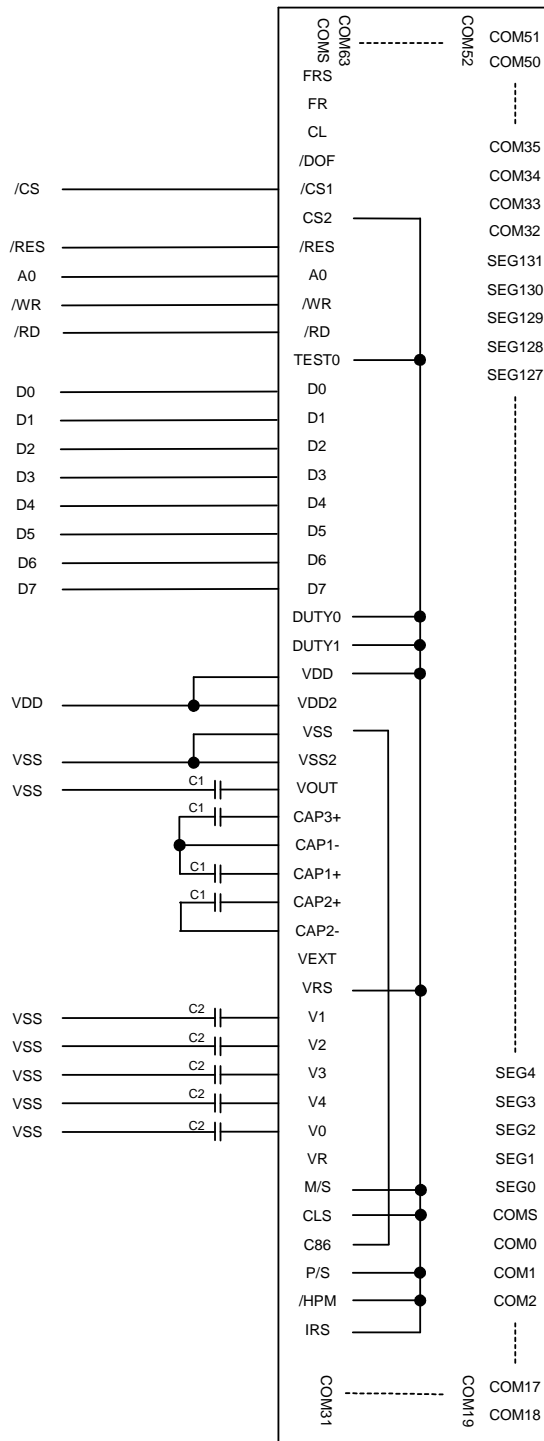 COMS
COM63
COM52
COM51
COM50
FRS
FR
CL
COM35
/DOF
COM34
/CS
/CS1
COM33
CS2
COM32
/RES
/RES
SEG131
A0
A0
SEG130
/WR
/WR
SEG129
/RD
/RD
SEG128
TEST0
SEG127
D0
D0
D1
D1
D2
D2
D3
D3
D4
D4
D5
D5
D6
D6
D7
D7
DUTY0
DUTY1
VDD
VDD
VDD2
VSS
VSS
VSS2
VSS
C1
VOUT
C1
CAP3+
CAP1-
C1
CAP1+
C1
CAP2+
CAP2-
VEXT
VRS
VSS
C2
V1
VSS
C2
V2
VSS
C2
V3
SEG4
VSS
C2
V4
SEG3
VSS
C2
V0
SEG2
VR
SEG1
M/S
SEG0
CLS
COMS
C86
COM0
P/S
COM1
/HPM
COM2
IRS
COM31
COM19
COM17
COM18